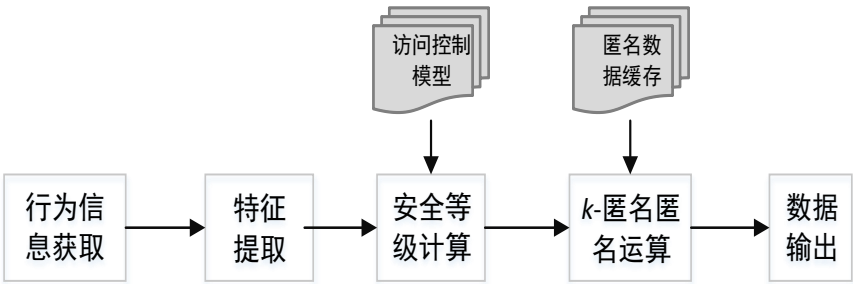 访问控制
模型
匿名数
据缓存
行为信
息获取
特征
提取
安全等
级计算
k-匿名匿
名运算
数据
输出